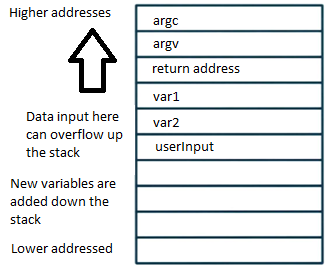 Higher addresses
argc
argv
return address
var1
Data input here
can overflow up
the stack
var2
userInput
New variables are
added down the
stack
Lower addressed